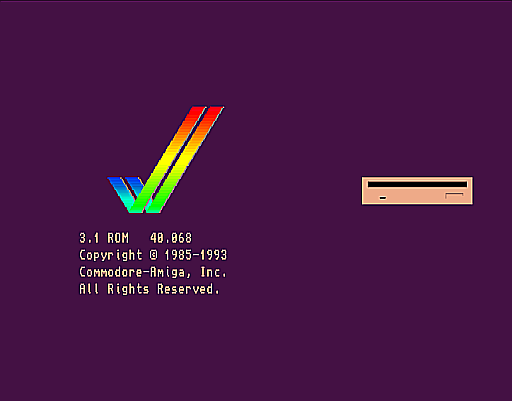 3.1 ROM   40.068
Copyright © 1985-1993
Commodore-Amiga, Inc.
All Rights Reserved.